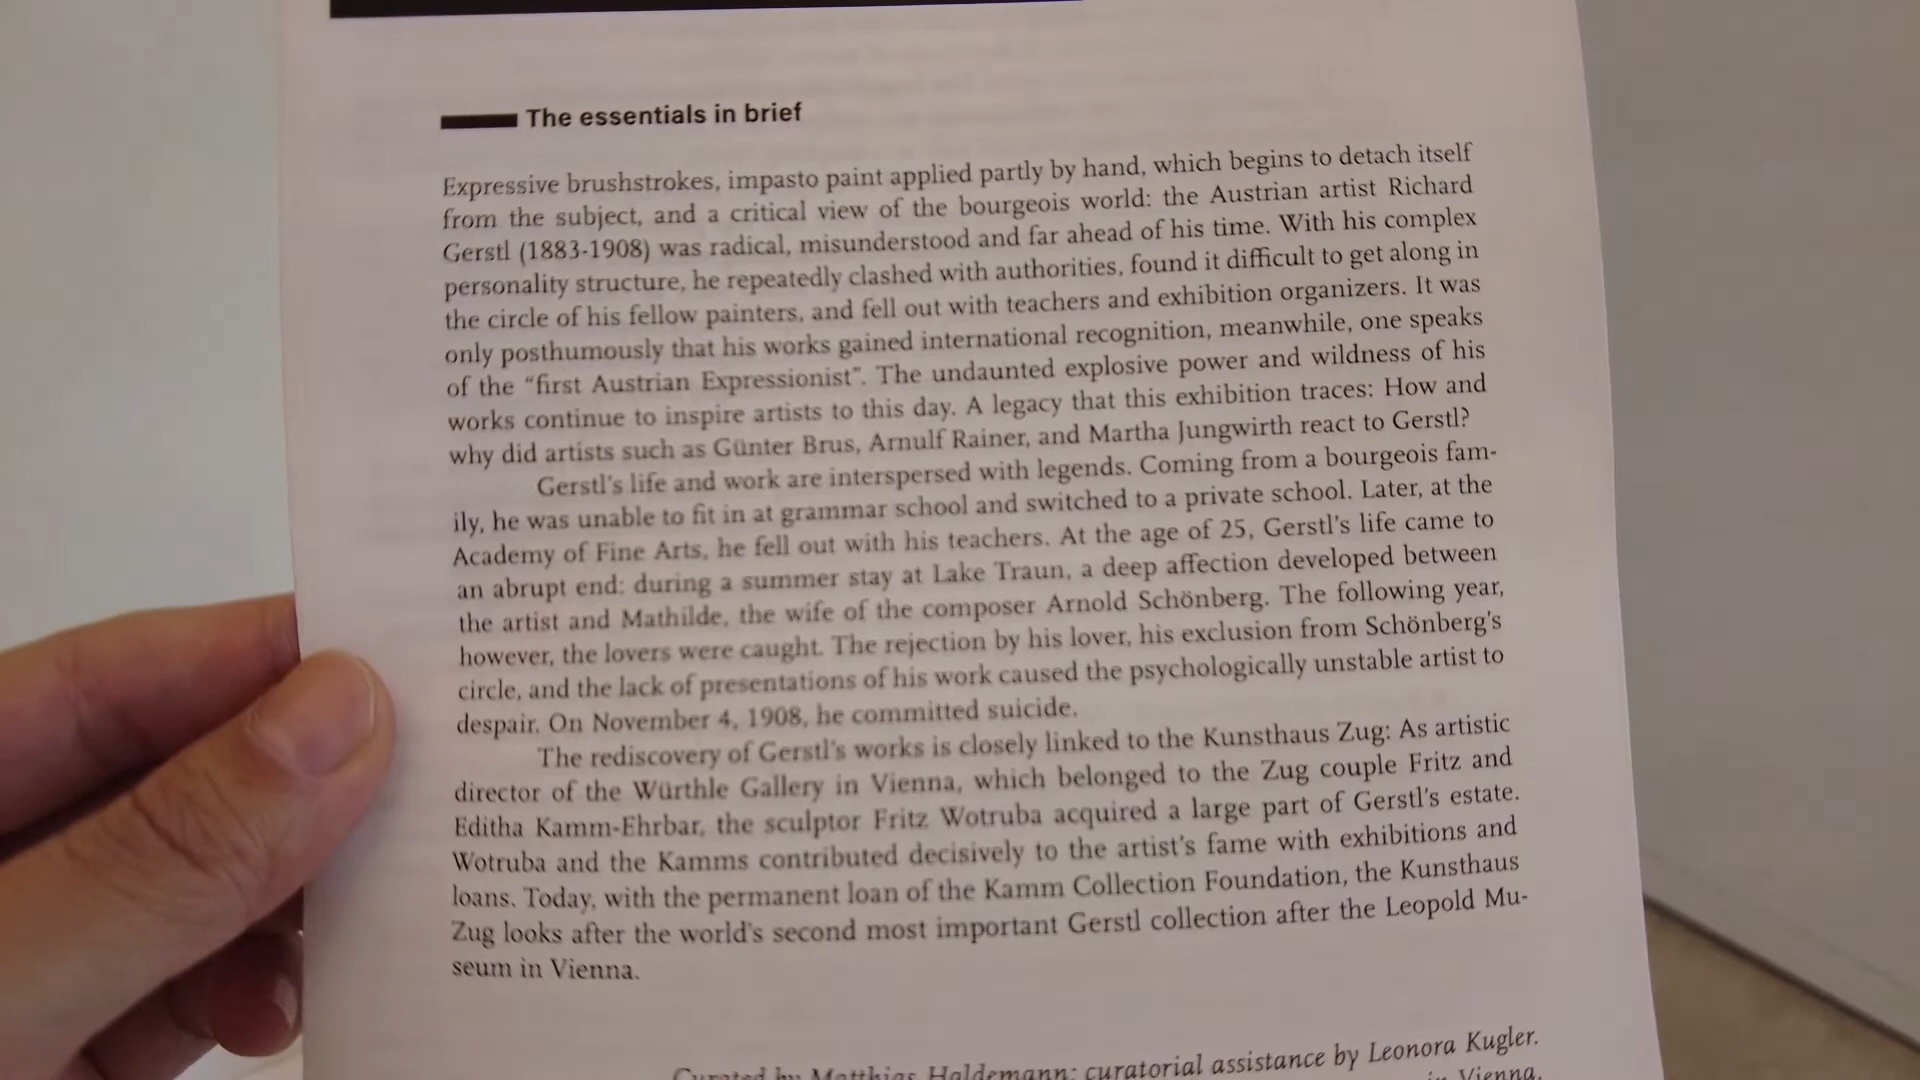 The essentials in brief
Expressive brushstrokes, impasto paint applied partly by hand, which begins to detach itself
from the subject, and a critical view of the bourgeois world: the Austrian artist Richard
Gerstl (1883-1908) was radical, misunderstood and far ahead of his time. With his complex
personality structure, he repeatedly clashed with authorities, found it difficult to get along in
the circle of his fellow painters, and fell out with teachers and exhibition organizers. It was
only posthumously that his works gained international recognition, meanwhile, one speaks
of the “first Austrian Expressionist”. The undaunted explosive power and wildness of his
works continue to inspire artists to this day. A legacy that this exhibition traces: How and
why did artists such as Günter Brus, Arnulf Rainer, and Martha Jungwirth react to Gerstl?
Gerstl’s life and work are interspersed with legends. Coming from a bourgeois fam-
ily, he was unable to fit in at grammar school and switched to a private school. Later, at the
Academy of Fine Arts, he fell out with his teachers. At the age of 25, Gerstl’s life came to
an abrupt end: during a summer stay at Lake Traun, a deep affection developed between
the artist and Mathilde, the wife of the composer Arnold Schönberg. The following year,
however, the lovers were caught. The rejection by his lover, his exclusion from Schönberg’s
circle, and the lack of presentations of his work caused the psychologically unstable artist to
despair. On November 4, 1908, he committed suicide.
The rediscovery of Gerstl’s works is closely linked to the Kunsthaus Zug: As artistic
director of the Würthle Gallery in Vienna, which belonged to the Zug couple Fritz and
Editha Kamm-Ehrbar, the sculptor Fritz Wotruba acquired a large part of Gerstl’s estate.
Wotruba and the Kamms contributed decisively to the artist’s fame with exhibitions and
loans. Today, with the permanent loan of the Kamm Collection Foundation, the Kunsthaus
Zug looks after the world’s second most important Gerstl collection after the Leopold Mu-
seum in Vienna.
Curated by Matthias Haldemann; curatorial assistance by Leonora Kugler.
in Vienna.